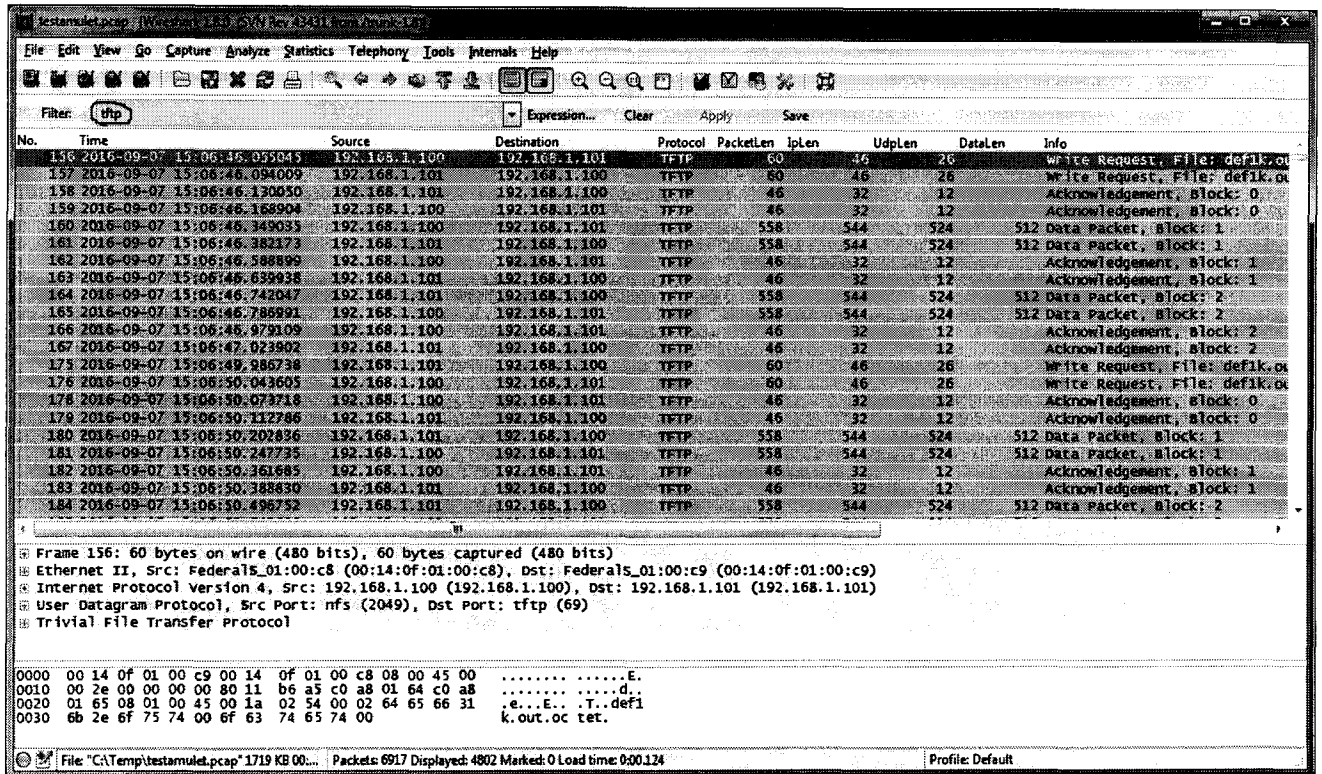 testamulet.pcap [Wireshark 1.8.0 (SVN Rev 43431 from /trunk-1.8)]
File Edit View Go Capture Analyze Statistics Telephony Tools Internals Help
Filter: tftp Expression... Clear Apply Save
No. Time Source Destination Protocol PacketLen IpLen UdpLen DataLen Info
156 2016-09-07 15:06:46.055045 192.168.1.100 192.168.1.101 TFTP 60 46 26 Write Request, File: def1k.ou
157 2016-09-07 15:06:46.094009 192.168.1.101 192.168.1.100 TFTP 60 46 26 Write Request, File: def1k.ou
158 2016-09-07 15:06:46.130050 192.168.1.101 192.168.1.100 TFTP 46 32 12 Acknowledgement, Block: 0
159 2016-09-07 15:06:46.168904 192.168.1.100 192.168.1.101 TFTP 46 32 12 Acknowledgement, Block: 0
160 2016-09-07 15:06:46.349035 192.168.1.100 192.168.1.101 TFTP 558 544 524 512 Data Packet, Block: 1
161 2016-09-07 15:06:46.382173 192.168.1.101 192.168.1.100 TFTP 558 544 524 512 Data Packet, Block: 1
162 2016-09-07 15:06:46.588899 192.168.1.100 192.168.1.101 TFTP 46 32 12 Acknowledgement, Block: 1
163 2016-09-07 15:06:46.639938 192.168.1.101 192.168.1.100 TFTP 46 32 12 Acknowledgement, Block: 1
164 2016-09-07 15:06:46.742047 192.168.1.101 192.168.1.100 TFTP 558 544 524 512 Data Packet, Block: 2
165 2016-09-07 15:06:46.786991 192.168.1.100 192.168.1.101 TFTP 558 544 524 512 Data Packet, Block: 2
166 2016-09-07 15:06:46.979109 192.168.1.100 192.168.1.101 TFTP 46 32 12 Acknowledgement, Block: 2
167 2016-09-07 15:06:47.023902 192.168.1.101 192.168.1.100 TFTP 46 32 12 Acknowledgement, Block: 2
175 2016-09-07 15:06:49.986738 192.168.1.101 192.168.1.100 TFTP 60 46 26 Write Request, File: def1k.ou
176 2016-09-07 15:06:50.043605 192.168.1.100 192.168.1.101 TFTP 60 46 26 Write Request, File: def1k.ou
178 2016-09-07 15:06:50.073718 192.168.1.100 192.168.1.101 TFTP 46 32 12 Acknowledgement, Block: 0
179 2016-09-07 15:06:50.112786 192.168.1.101 192.168.1.100 TFTP 46 32 12 Acknowledgement, Block: 0
180 2016-09-07 15:06:50.202836 192.168.1.101 192.168.1.100 TFTP 558 544 524 512 Data Packet, Block: 1
181 2016-09-07 15:06:50.247735 192.168.1.100 192.168.1.101 TFTP 558 544 524 512 Data Packet, Block: 1
182 2016-09-07 15:06:50.361685 192.168.1.100 192.168.1.101 TFTP 46 32 12 Acknowledgement, Block: 1
183 2016-09-07 15:06:50.388830 192.168.1.101 192.168.1.100 TFTP 46 32 12 Acknowledgement, Block: 1
184 2016-09-07 15:06:50.496752 192.168.1.101 192.168.1.100 TFTP 558 544 524 512 Data Packet, Block: 2
Frame 156: 60 bytes on wire (480 bits), 60 bytes captured (480 bits)
Ethernet II, Src: FederalS_01:00:c8 (00:14:0f:01:00:c8), Dst: FederalS_01:00:c9 (00:14:0f:01:00:c9)
Internet Protocol Version 4, Src: 192.168.1.100 (192.168.1.100), Dst: 192.168.1.101 (192.168.1.101)
User Datagram Protocol, Src Port: nfs (2049), Dst Port: tftp (69)
Trivial File Transfer Protocol
0000 00 14 0f 01 00 c9 00 14 0f 01 00 c8 08 00 45 00 ........ ......E.
0010 00 2e 00 00 00 00 80 11 b6 a5 c0 a8 01 64 c0 a8 ........ .....d..
0020 01 65 08 01 00 45 00 1a 02 54 00 02 64 65 66 31 .e...E.. .T..def1
0030 6b 2e 6f 75 74 00 6f 63 74 65 74 00 k.out.oc tet.
File: "C:\Temp\testamulet.pcap" 1719 KB 00:... Packets: 6917 Displayed: 4802 Marked: 0 Load time: 0:00.124 Profile: Default